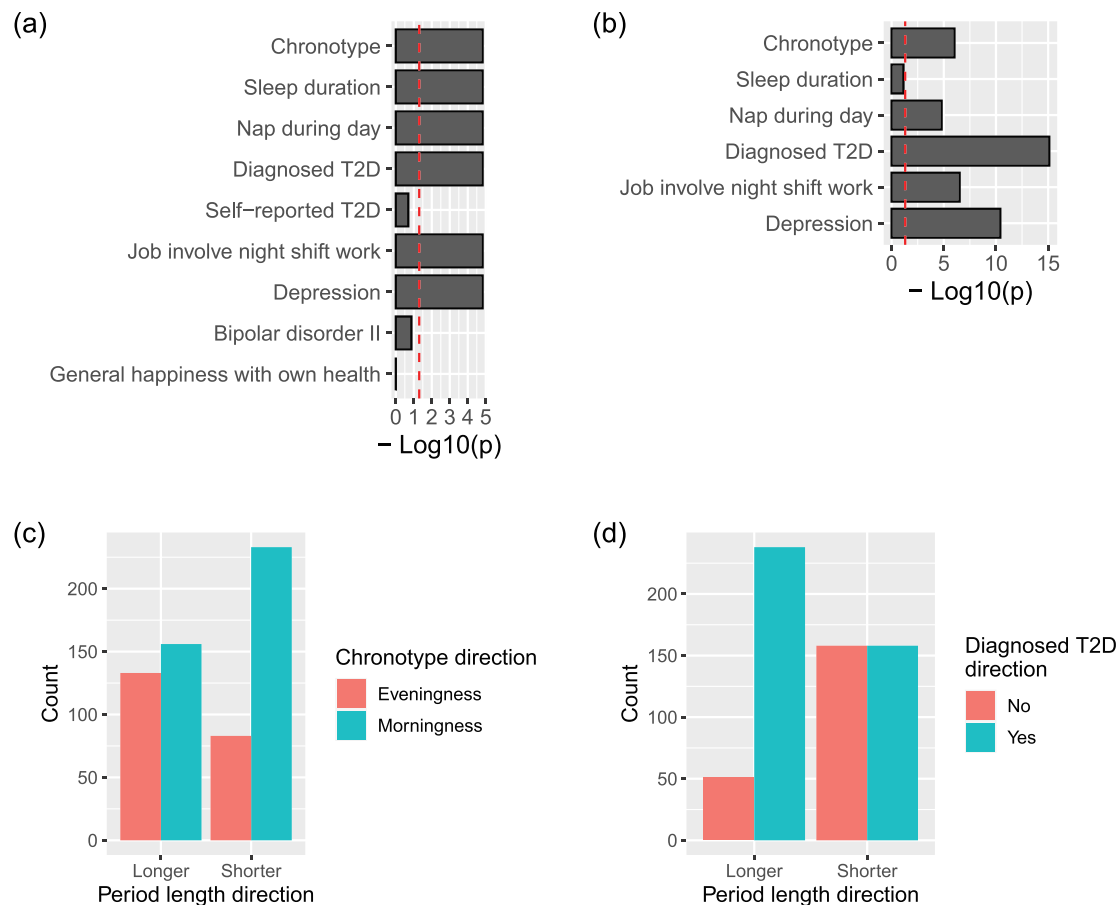 (a)
Chronotype
Sleep duration
Nap during day
Diagnosed T2D
Self−reported T2D
Job involve night shift work
Depression
Bipolar disorder II
General happiness with own health
0 1 2 3 4 5
− Log10(p)
(b)
Chronotype
Sleep duration
Nap during day
Diagnosed T2D
Job involve night shift work
Depression
0 5 10 15
− Log10(p)
(c)
200
150
100
50
0
Count
Longer Shorter
Period length direction
Chronotype direction
Eveningness
Morningness
(d)
200
150
100
50
0
Count
Longer Shorter
Period length direction
Diagnosed T2D
direction
No
Yes